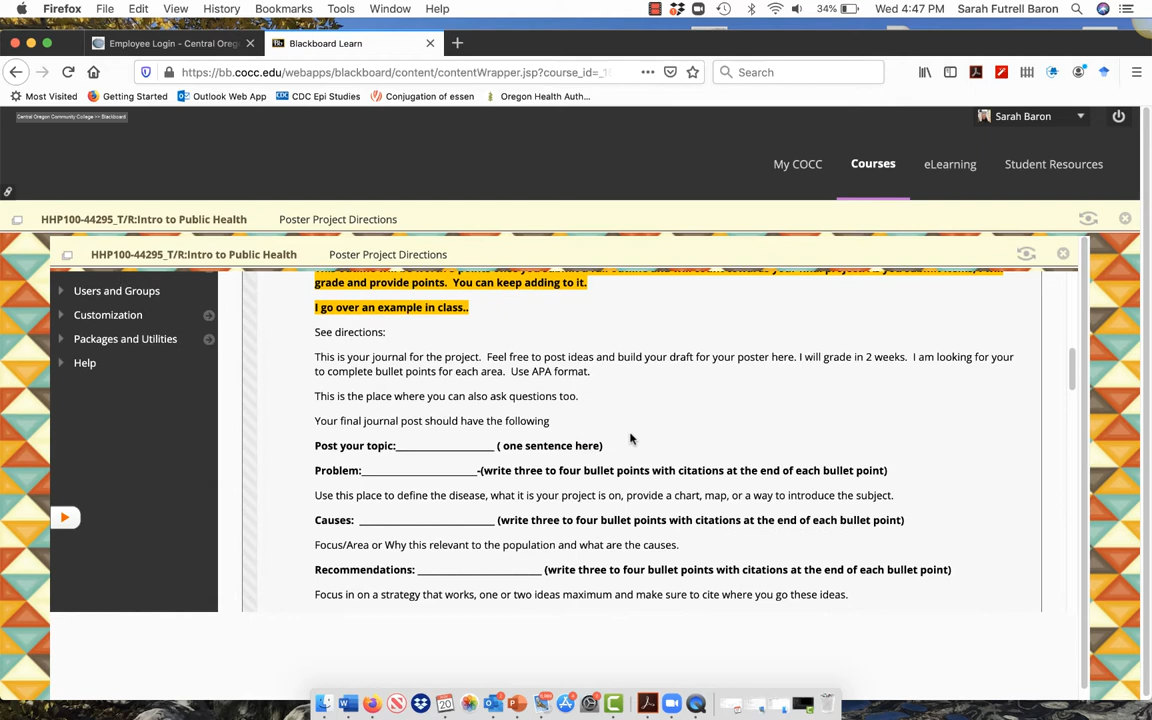 Firefox File Edit View History Bookmarks Tools Window Help 34% Wed 4:47 PM Sarah Futrell Baron
Employee Login - Central Oreg Blackboard Learn
https://bb.cocc.edu/webapps/blackboard/content/contentWrapper.jsp?course_id=_1 Search
Most Visited Getting Started Outlook Web App CDC Epi Studies Conjugation of essen Oregon Health Auth...
Central Oregon Community College — Blackboard Sarah Baron
My COCC Courses eLearning Student Resources
HHP100-44295_T/R:Intro to Public Health Poster Project Directions
HHP100-44295_T/R:Intro to Public Health Poster Project Directions
grade and provide points. You can keep adding to it.
Users and Groups
I go over an example in class..
Customization
See directions:
Packages and Utilities
This is your journal for the project. Feel free to post ideas and build your draft for your poster here. I will grade in 2 weeks. I am looking for your
Help
to complete bullet points for each area. Use APA format.
This is the place where you can also ask questions too.
Your final journal post should have the following
Post your topic:____________________ ( one sentence here)
Problem:_______________________-(write three to four bullet points with citations at the end of each bullet point)
Use this place to define the disease, what it is your project is on, provide a chart, map, or a way to introduce the subject.
Causes: __________ (write three to four bullet points with citations at the end of each bullet point)
Focus/Area or Why this relevant to the population and what are the causes.
Recommendations: _________________________ (write three to four bullet points with citations at the end of each bullet point)
Focus in on a strategy that works, one or two ideas maximum and make sure to cite where you go these ideas.